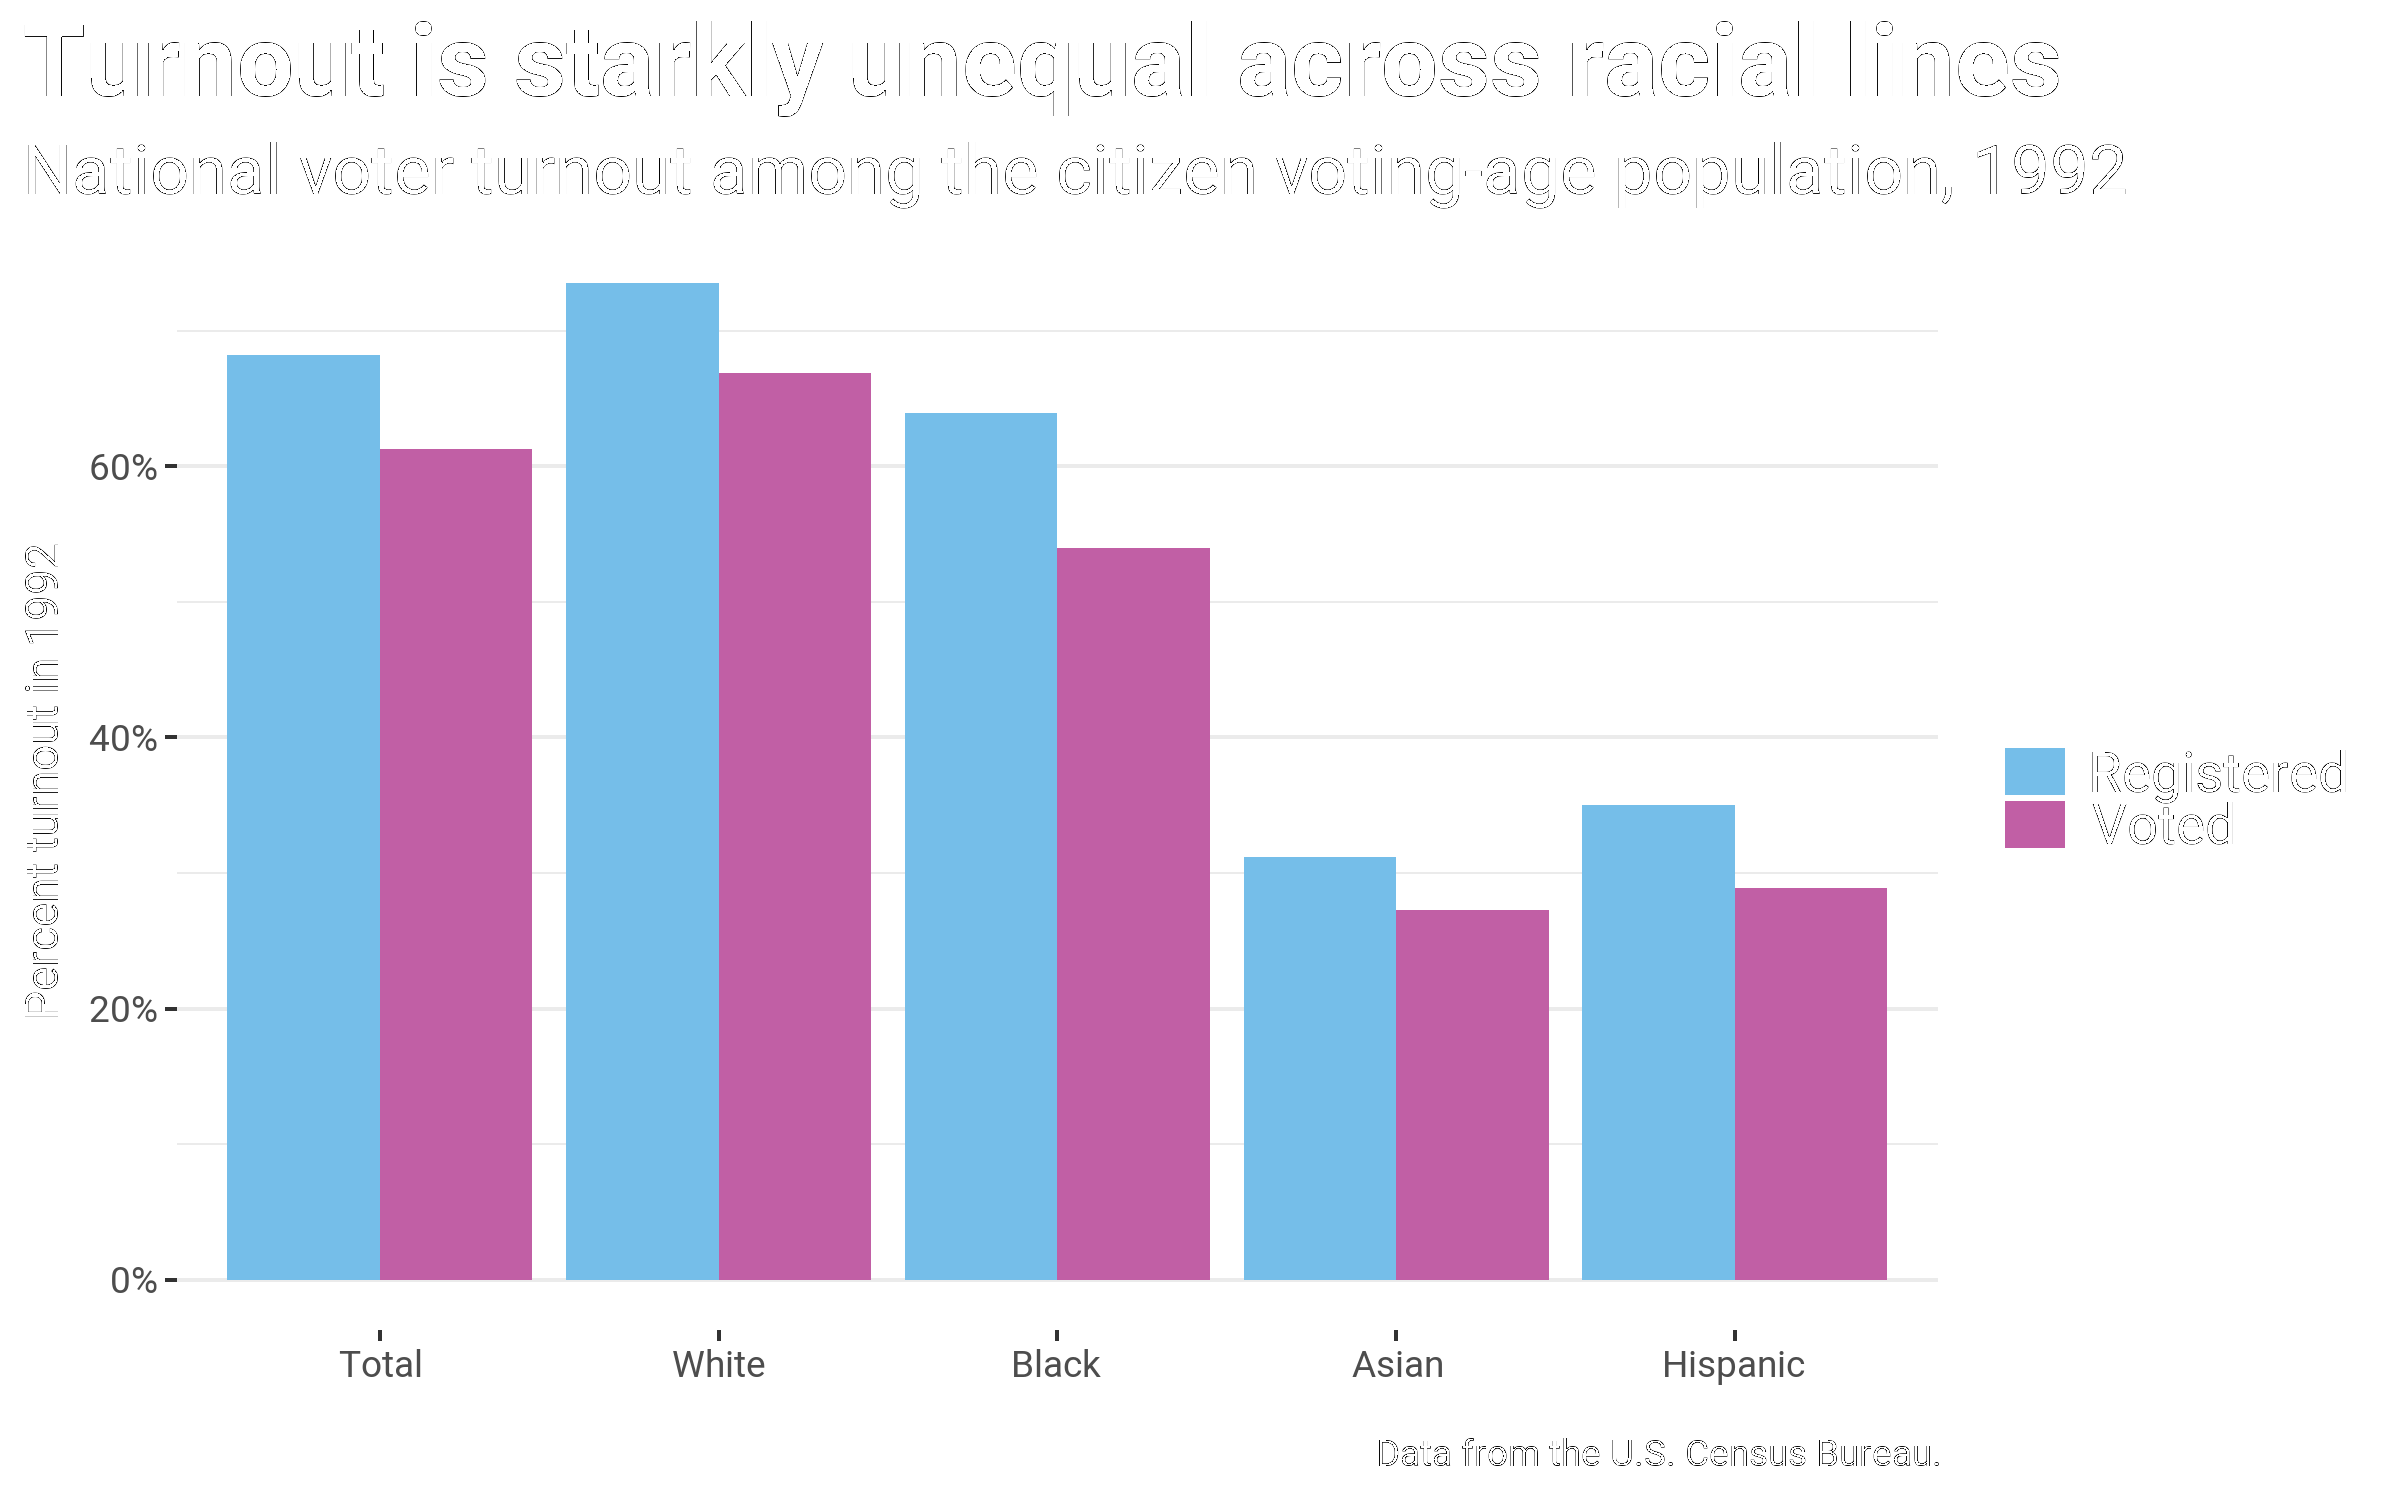 Turnout is starkly unequal across racial lines
National voter turnout among the citizen voting-age population, 1992
Percent turnout in 1992
60%
40%
20%
0%
Total
White
Black
Asian
Hispanic
Registered
Voted
Data from the U.S. Census Bureau.